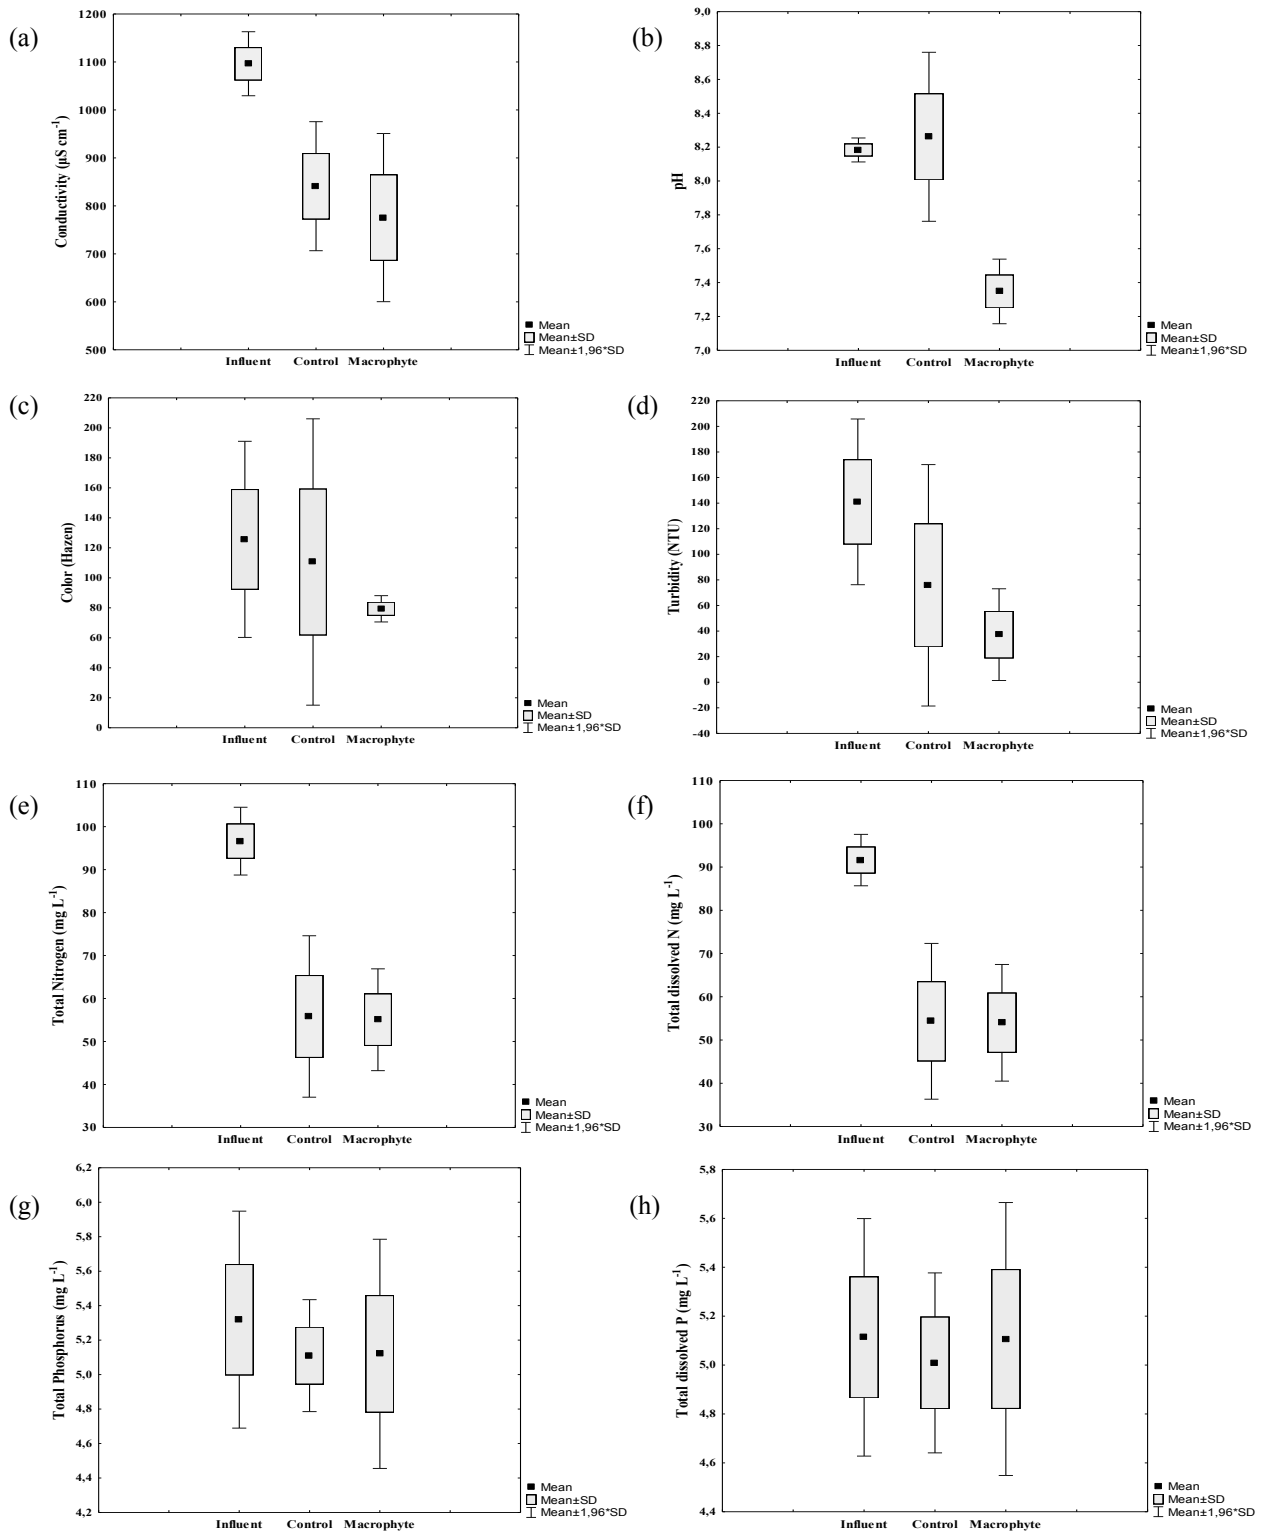 (a)
Conductivity (µS cm-1)
1200
1100
1000
900
800
700
600
500
Influent Control Macrophyte
Mean
Mean±SD
Mean±1,96*SD
(b)
pH
9,0
8,8
8,6
8,4
8,2
8,0
7,8
7,6
7,4
7,2
7,0
Influent Control Macrophyte
Mean
Mean±SD
Mean±1,96*SD
(c)
Color (Hazen)
220
200
180
160
140
120
100
80
60
40
20
0
Influent Control Macrophyte
Mean
Mean±SD
Mean±1,96*SD
(d)
Turbidity (NTU)
220
200
180
160
140
120
100
80
60
40
20
0
-20
-40
Influent Control Macrophyte
Mean
Mean±SD
Mean±1,96*SD
(e)
Total Nitrogen (mg L-1)
110
100
90
80
70
60
50
40
30
Influent Control Macrophyte
Mean
Mean±SD
Mean±1,96*SD
(f)
Total dissolved N (mg L-1)
110
100
90
80
70
60
50
40
30
Influent Control Macrophyte
Mean
Mean±SD
Mean±1,96*SD
(g)
Total Phosphorus (mg L-1)
6,2
6,0
5,8
5,6
5,4
5,2
5,0
4,8
4,6
4,4
4,2
Influent Control Macrophyte
Mean
Mean±SD
Mean±1,96*SD
(h)
Total dissolved P (mg L-1)
5,8
5,6
5,4
5,2
5,0
4,8
4,6
4,4
Influent Control Macrophyte
Mean
Mean±SD
Mean±1,96*SD